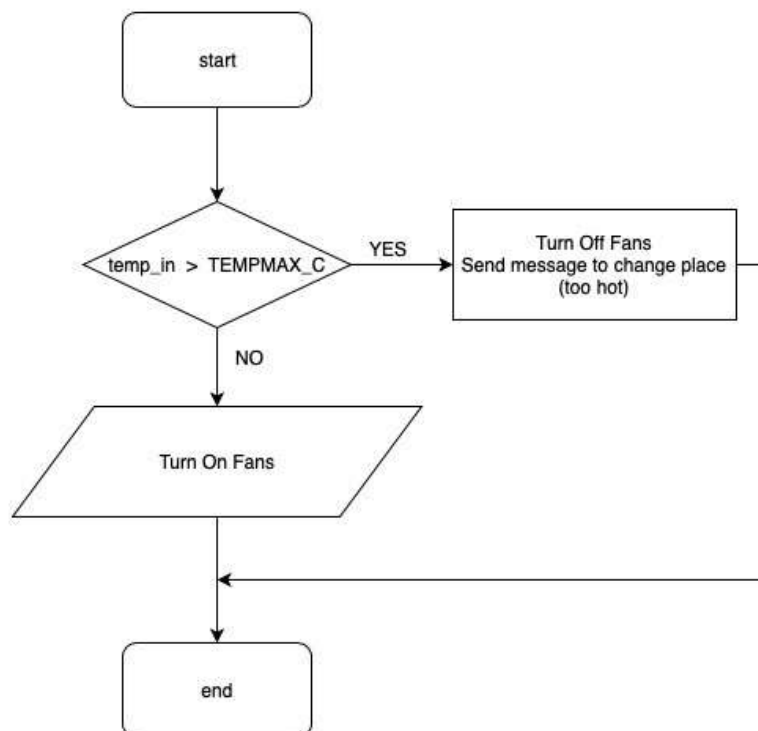 start
temp_in > TEMPMAX_C
YES
Turn Off Fans
Send message to change place
(too hot)
NO
Turn On Fans
end